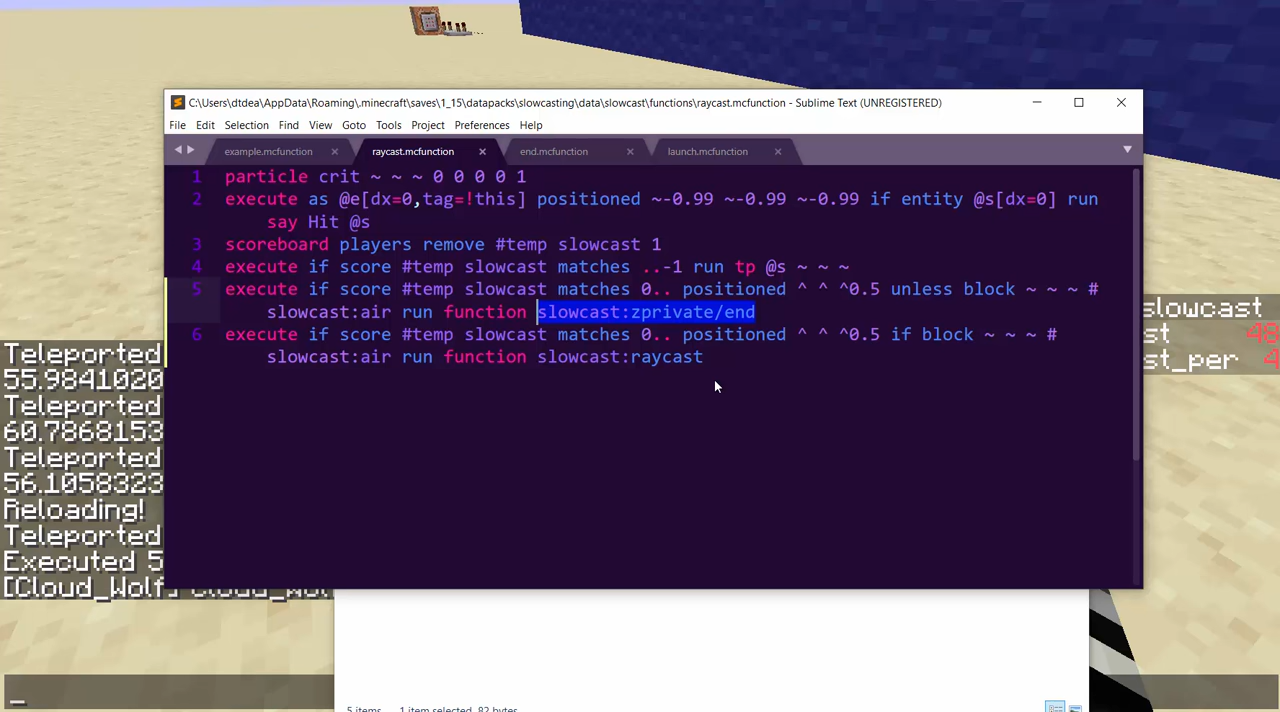 C:\Users\dtdea\AppData\Roaming\.minecraft\saves\1_15\datapacks\slowcasting\data\slowcast\functions\raycast.mcfunction - Sublime Text (UNREGISTERED)
File Edit Selection Find View Goto Tools Project Preferences Help
example.mcfunction × raycast.mcfunction × end.mcfunction × launch.mcfunction ×
1 particle crit ~ ~ ~ 0 0 0 0 1
2 execute as @e[dx=0,tag=!this] positioned ~-0.99 ~-0.99 ~-0.99 if entity @s[dx=0] run
say Hit @s
3 scoreboard players remove #temp slowcast 1
4 execute if score #temp slowcast matches ..-1 run tp @s ~ ~ ~
5 execute if score #temp slowcast matches 0.. positioned ^ ^ ^0.5 unless block ~ ~ ~ #
slowcast:air run function slowcast:zprivate/end
6 execute if score #temp slowcast matches 0.. positioned ^ ^ ^0.5 if block ~ ~ ~ #
slowcast:air run function slowcast:raycast
slowcast
st 48
st_per 4
Teleported
55.9841020
Teleported
60.7868153
Teleported
56.1058323
Reloading!
Teleported
Executed 5
[Cloud_Wolf]
_
5 items 1 item selected, 82 bytes